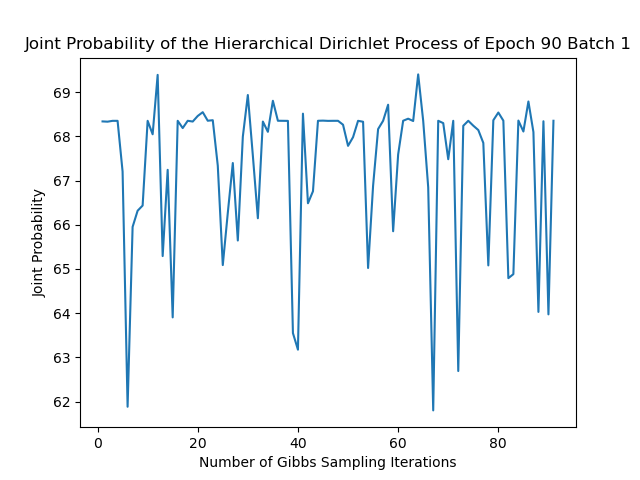 Joint Probability of the Hierarchical Dirichlet Process of Epoch 90 Batch 1
69
68
67
66
65
64
63
62
Joint Probability
0 20 40 60 80
Number of Gibbs Sampling Iterations